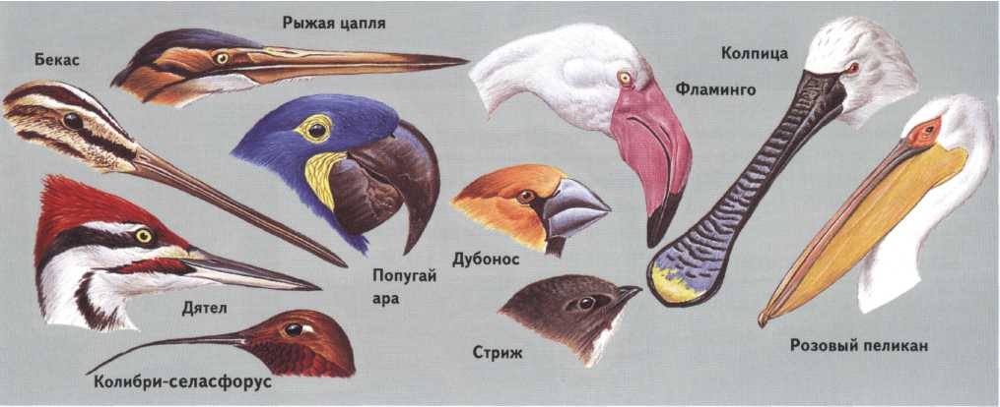 Рыжая цапля
Бекас
Колпица
Фламинго
Дубонос
Попугай
ара
Дятел
Стриж
Розовый пеликан
Колибри-селасфорус